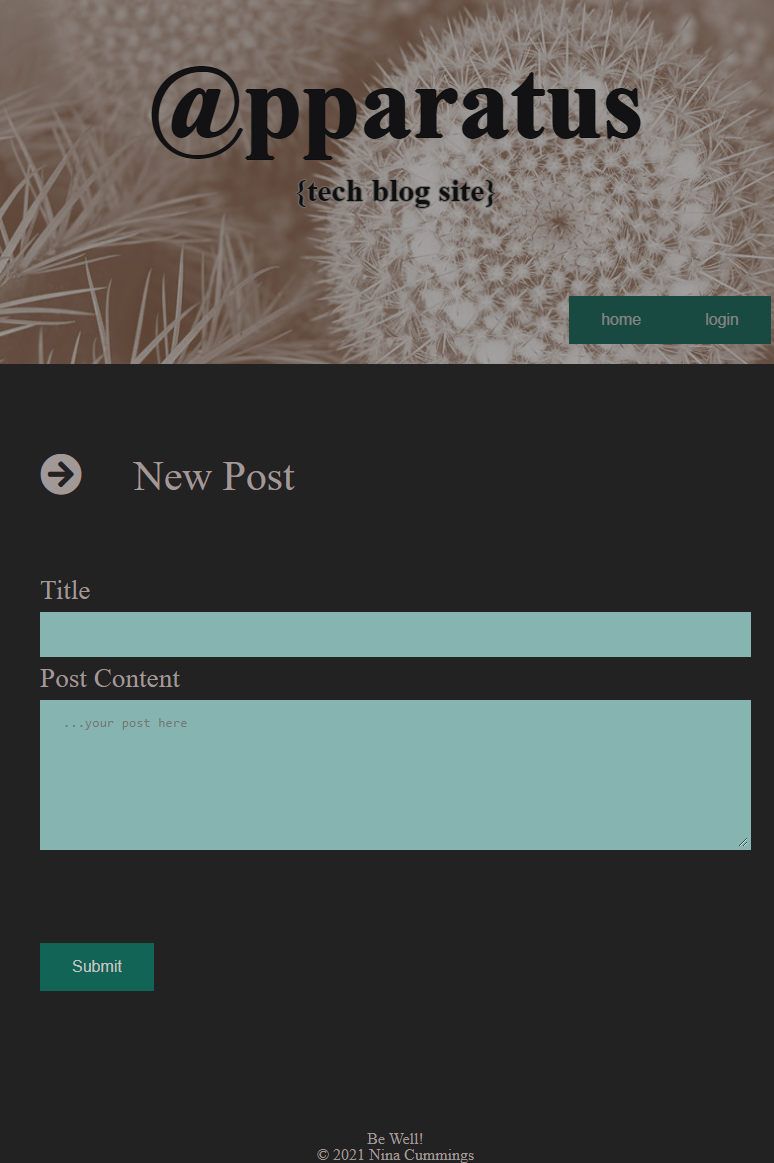 @pparatus
{tech blog site}
home login
New Post
Title
Post Content
...your post here
Submit
Be Well!
© 2021 Nina Cummings